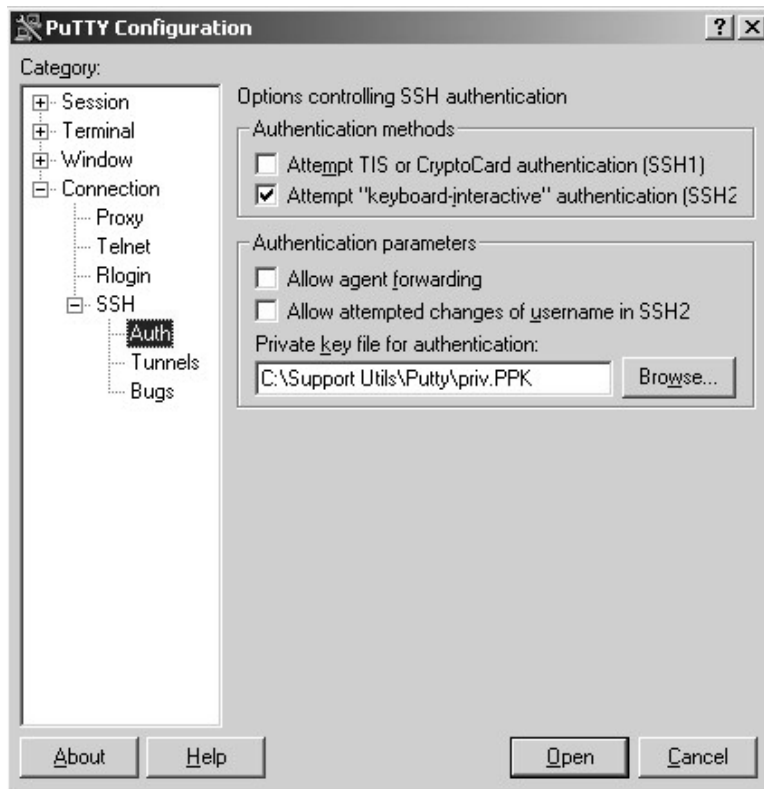 PuTTY Configuration
?
Category:
Session
Terminal
Window
Connection
Proxy
Telnet
Rlogin
SSH
Auth
Tunnels
Bugs
Options controlling SSH authentication
Authentication methods
Attempt TIS or CryptoCard authentication (SSH1)
Attempt "keyboard-interactive" authentication (SSH2
Authentication parameters
Allow agent forwarding
Allow attempted changes of username in SSH2
Private key file for authentication:
C:\Support Utils\Putty\priv.PPK
Browse...
About
Help
Open
Cancel